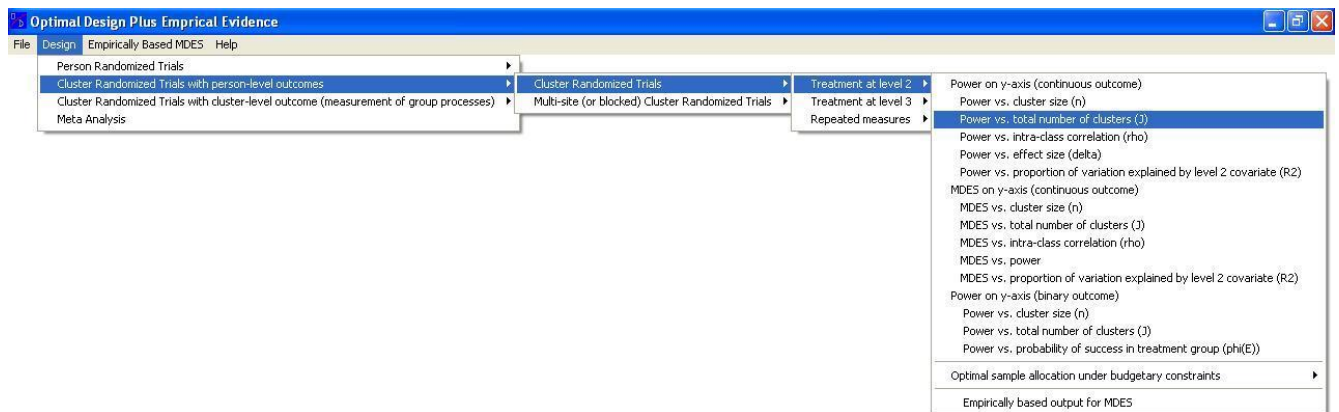 Optimal Design Plus Emprical Evidence
File Design Empirically Based MDES Help
Person Randomized Trials
Cluster Randomized Trials with person-level outcomes
Cluster Randomized Trials with cluster-level outcome (measurement of group processes)
Meta Analysis
Cluster Randomized Trials
Multi-site (or blocked) Cluster Randomized Trials
Treatment at level 2
Treatment at level 3
Repeated measures
Power on y-axis (continuous outcome)
Power vs. cluster size (n)
Power vs. total number of clusters (J)
Power vs. intra-class correlation (rho)
Power vs. effect size (delta)
Power vs. proportion of variation explained by level 2 covariate (R2)
MDES on y-axis (continuous outcome)
MDES vs. cluster size (n)
MDES vs. total number of clusters (J)
MDES vs. intra-class correlation (rho)
MDES vs. power
MDES vs. proportion of variation explained by level 2 covariate (R2)
Power on y-axis (binary outcome)
Power vs. cluster size (n)
Power vs. total number of clusters (J)
Power vs. probability of success in treatment group (phi(E))
Optimal sample allocation under budgetary constraints
Empirically based output for MDES